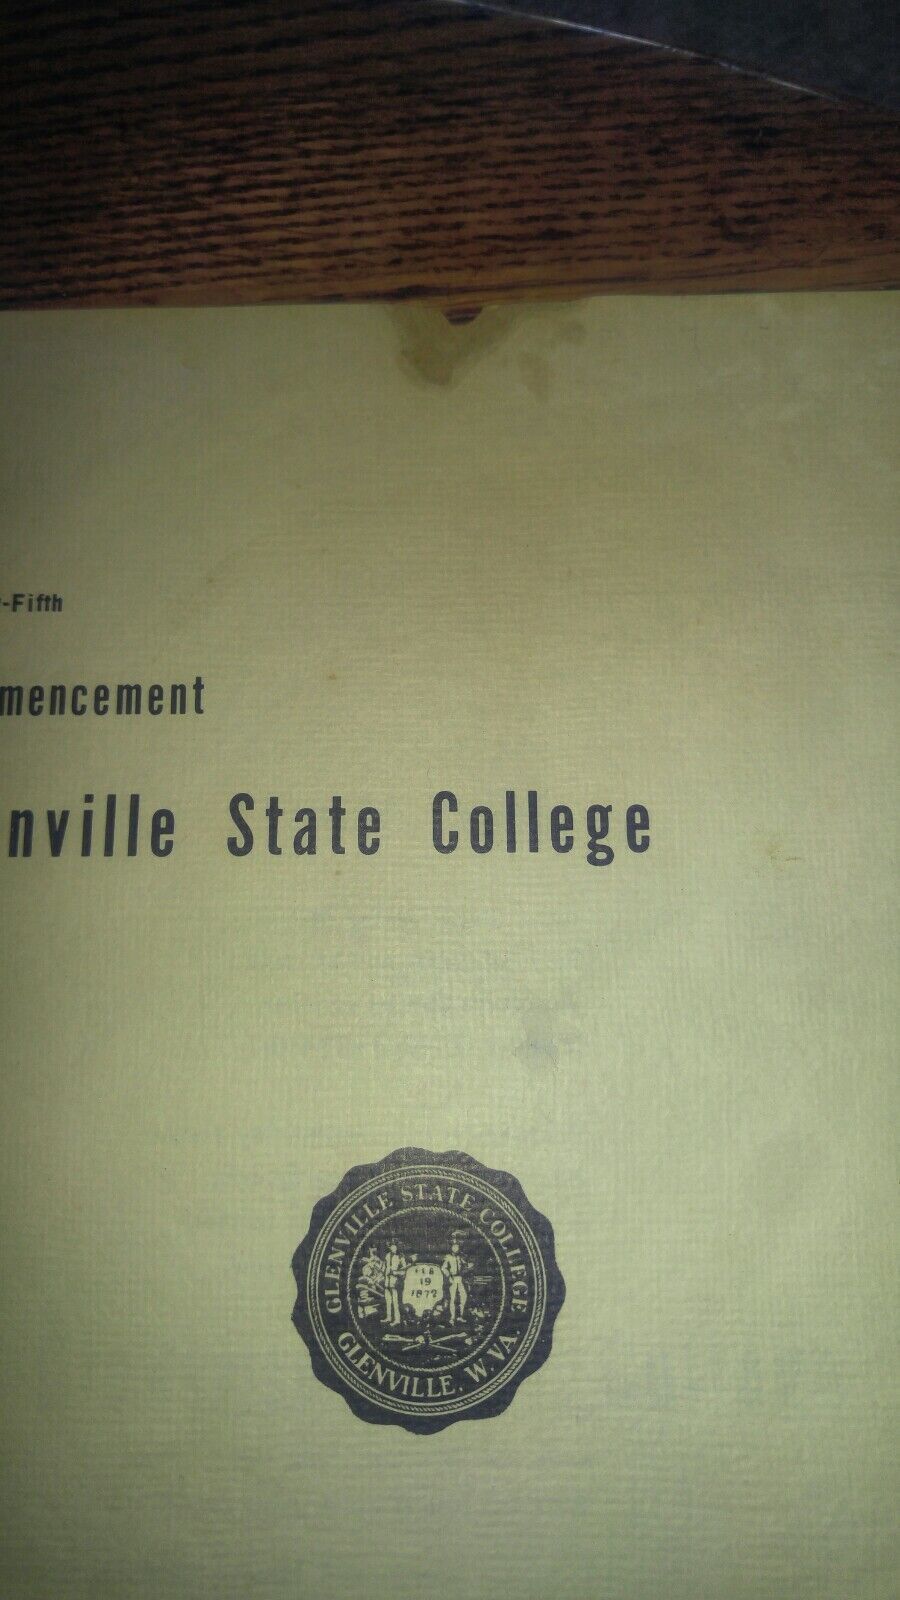 -Fifth
mencement
nville State College
GLENVILLE STATE COLLEGE
FEB
19
1872
GLENVILLE, W. VA.